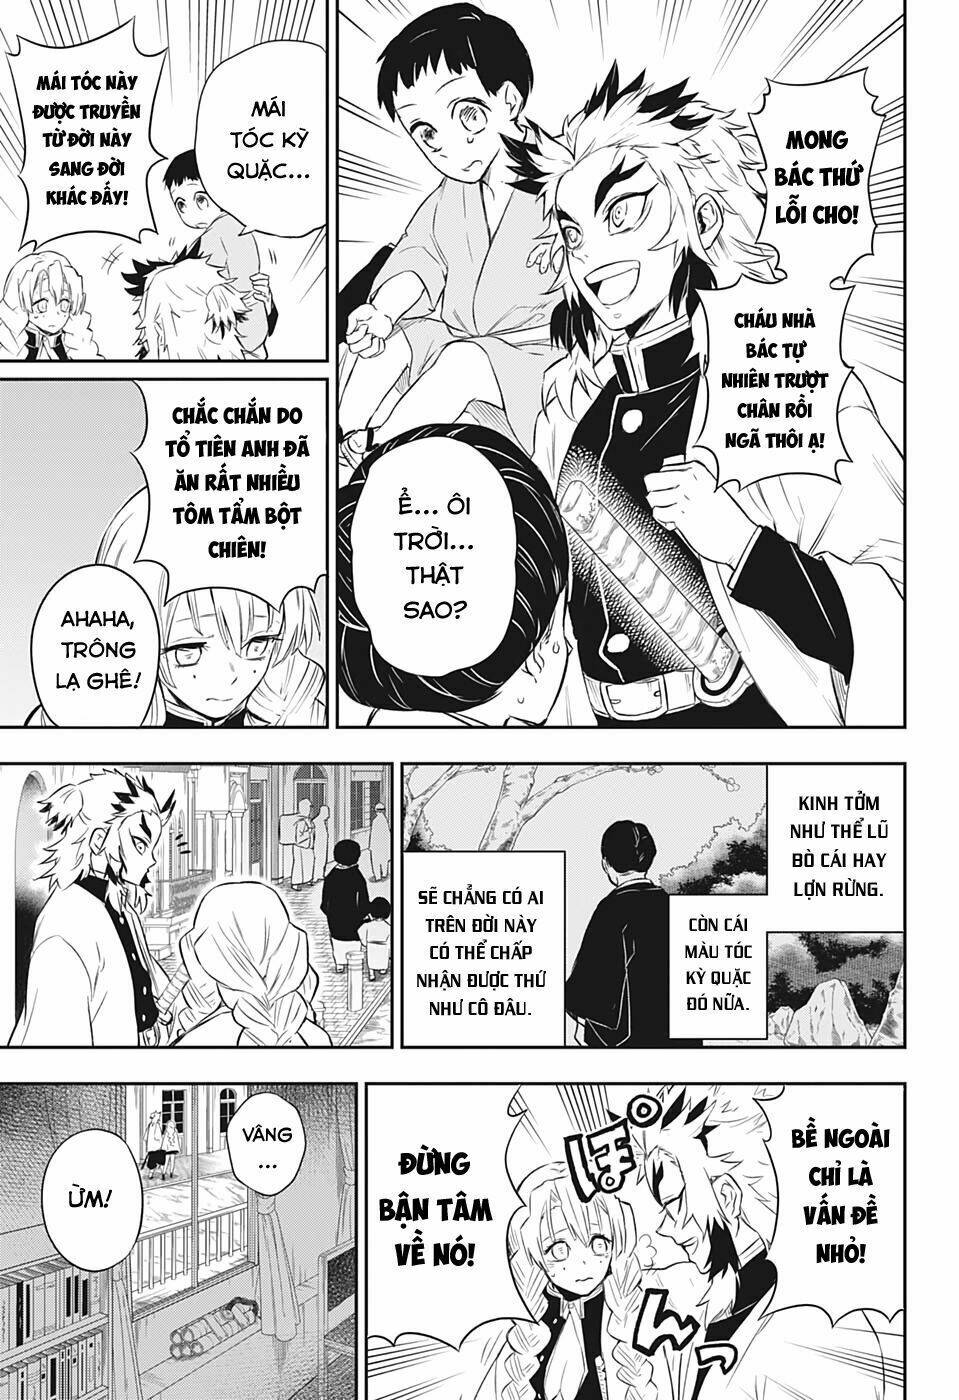 MONG
BÁC THỨ
LỖI CHO!
CHÁU NHÀ
BÁC TỰ
NHIÊN TRƯỢT
CHÂN RỒI
NGÃ THÔI Ạ!
Ể... ÔI
TRỜI...
THẬT
SAO?
MÁI
TÓC KỲ
QUẶC...
MÁI TÓC NÀY
ĐƯỢC TRUYỀN
TỪ ĐỜI NÀY
SANG ĐỜI
KHÁC ĐẤY!
CHẮC CHẮN DO
TỔ TIÊN ANH ĐÃ
ĂN RẤT NHIỀU
TÔM TẨM BỘT
CHIÊN!
AHAHA,
TRÔNG
LẠ GHÊ!
KINH TỞM
NHƯ THỂ LŨ
BÒ CÁI HAY
LỢN RỪNG.
CÒN CÁI
MÀU TÓC
KỲ QUẶC
ĐÓ NỮA.
SẼ CHẲNG CÓ AI
TRÊN ĐỜI NÀY
CÓ THỂ CHẤP
NHẬN ĐƯỢC THỨ
NHƯ CÔ ĐÂU.
BỀ NGOÀI
CHỈ LÀ
VẤN ĐỀ
NHỎ!
ぽん
っ
ĐỪNG
BẬN TÂM
VỀ NÓ!
VÂNG
...
ỪM!